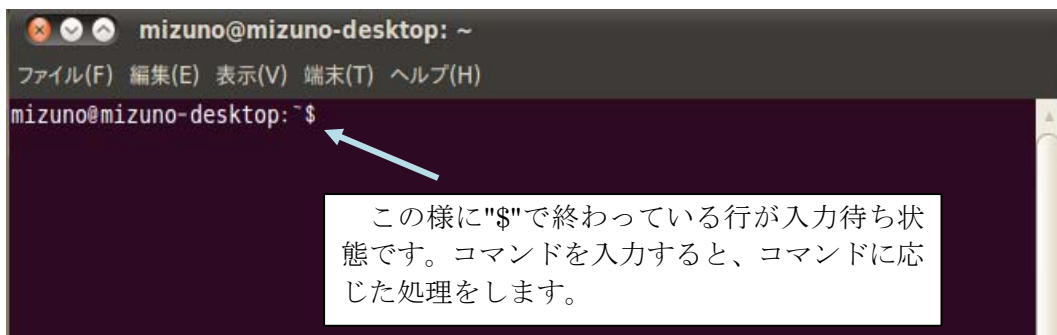 mizuno@mizuno-desktop: ~
ファイル(F) 編集(E) 表示(V) 端末(T) ヘルプ(H)
mizuno@mizuno-desktop:~$
この様に"$"で終わっている行が入力待ち状
態です。コマンドを入力すると、コマンドに応
じた処理をします。